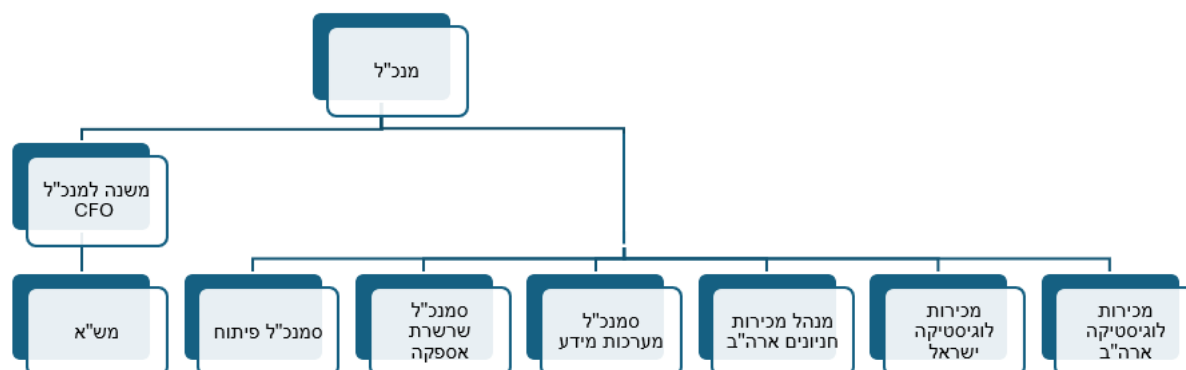 מנכ"ל
משנה למנכ"ל
CFO
מכירות
לוגיסטיקה
ארה"ב
מכירות
לוגיסטיקה
ישראל
מנהל מכירות
חניונים ארה"ב
סמנכ"ל
מערכות מידע
סמנכ"ל
שרשרת
אספקה
סמנכ"ל פיתוח
מש"א